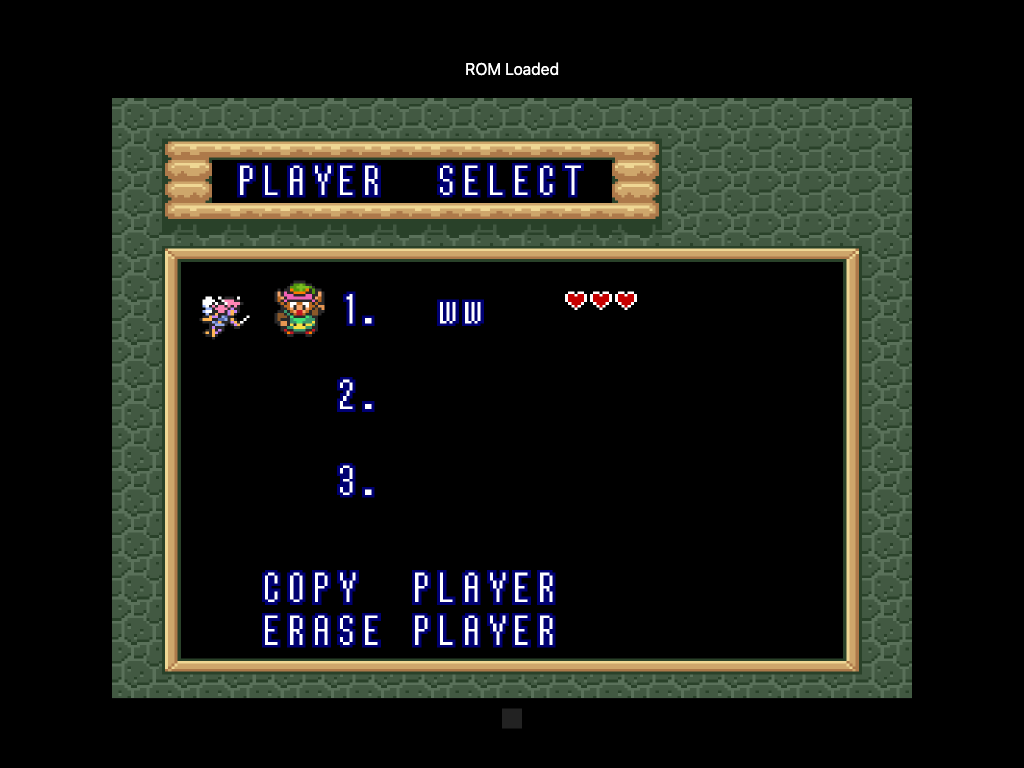 ROM Loaded
PLAYER SELECT
1. ww
2.
3.
COPY PLAYER
ERASE PLAYER